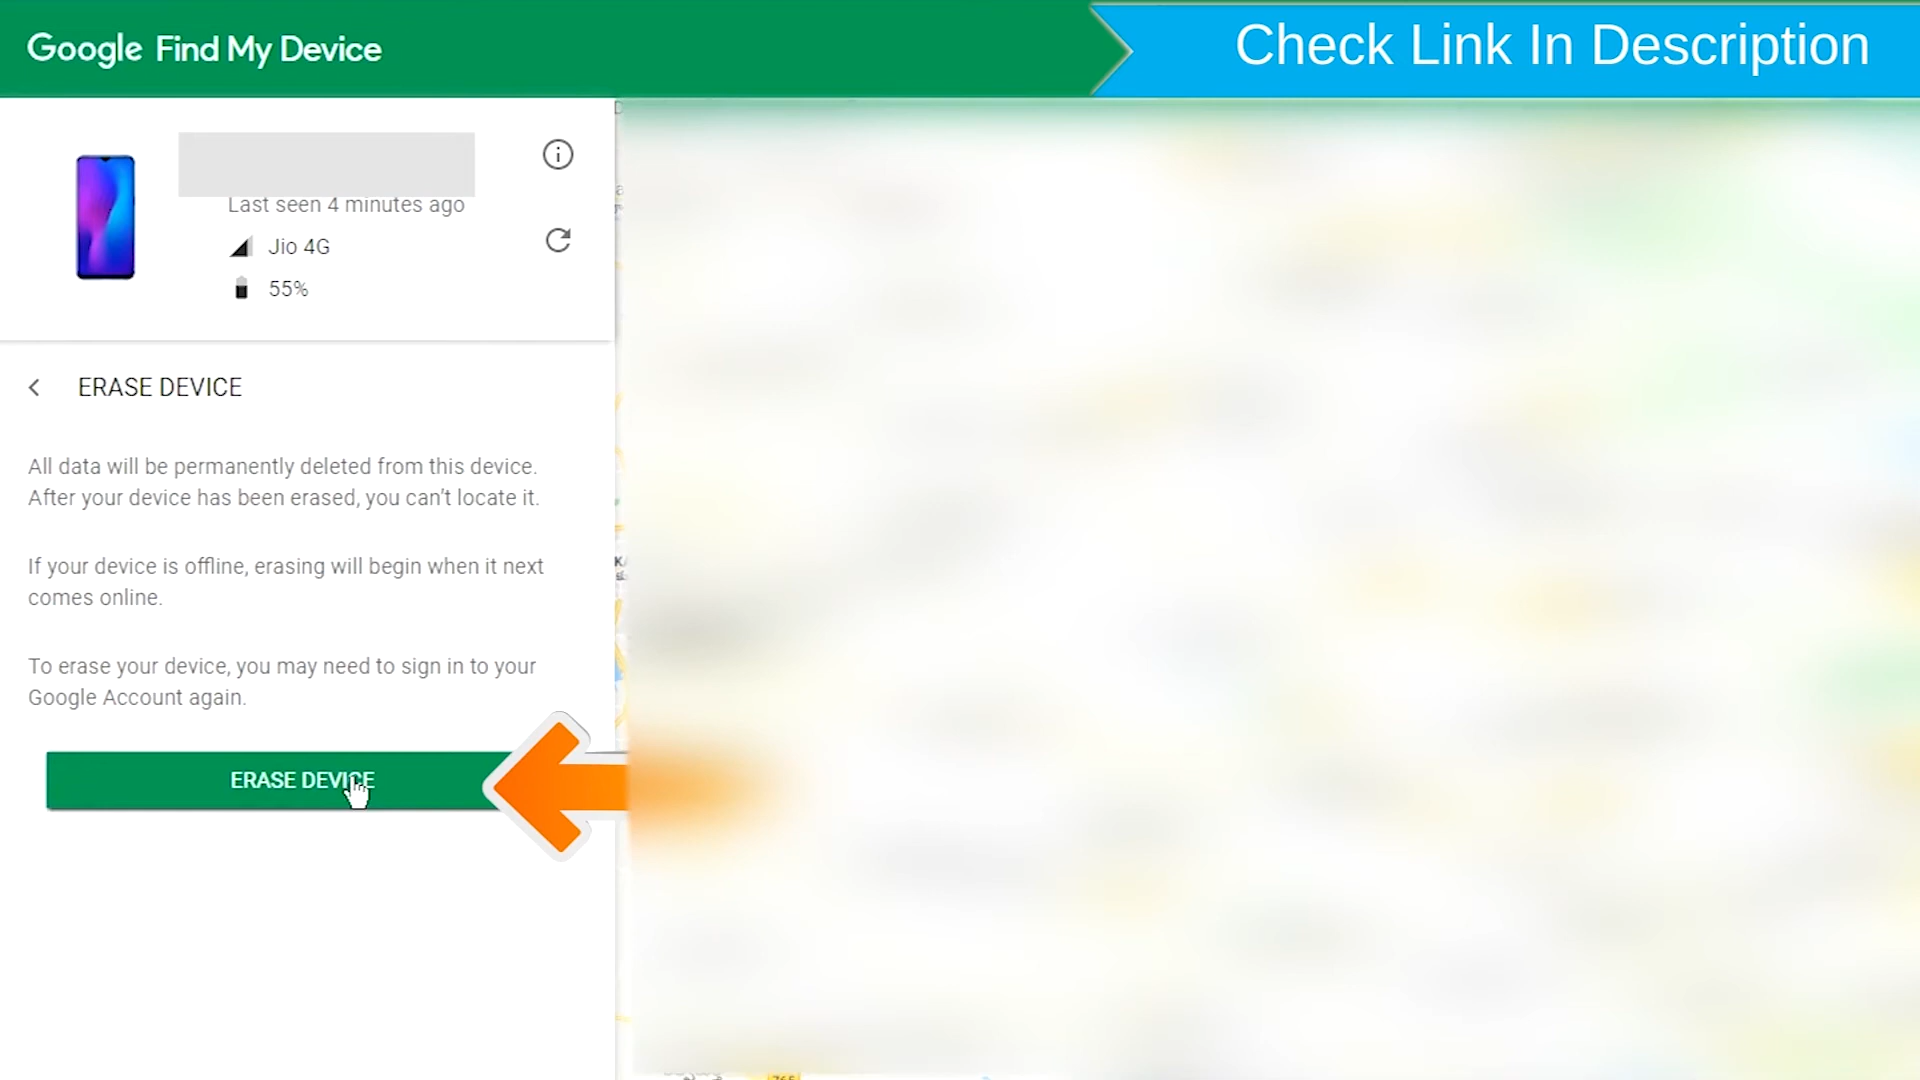 Google Find My Device
Check Link In Description
Last seen 4 minutes ago
Jio 4G
55%
ERASE DEVICE
All data will be permanently deleted from this device.
After your device has been erased, you can't locate it.
If your device is offline, erasing will begin when it next
comes online.
To erase your device, you may need to sign in to your
Google Account again.
ERASE DEVICE